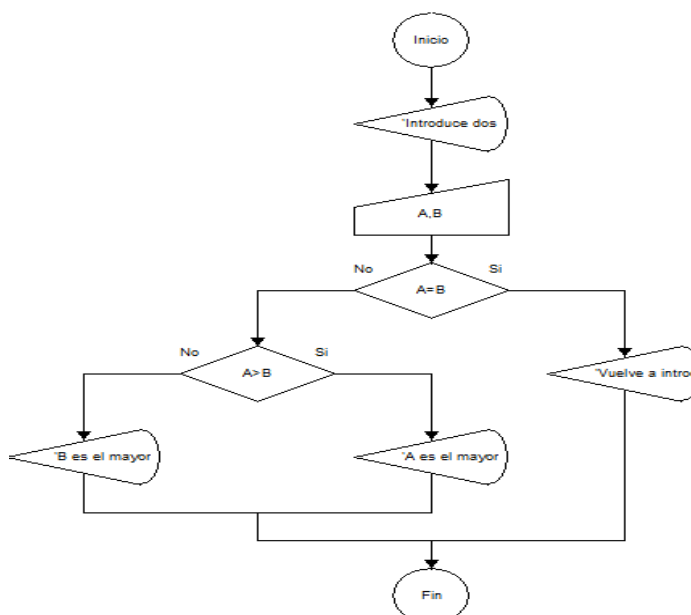 Inicio
"Introduce dos
A,B
No
Si
A=B
No
Si
A>B
"Vuelve a intro
"B es el mayor
"A es el mayor
Fin